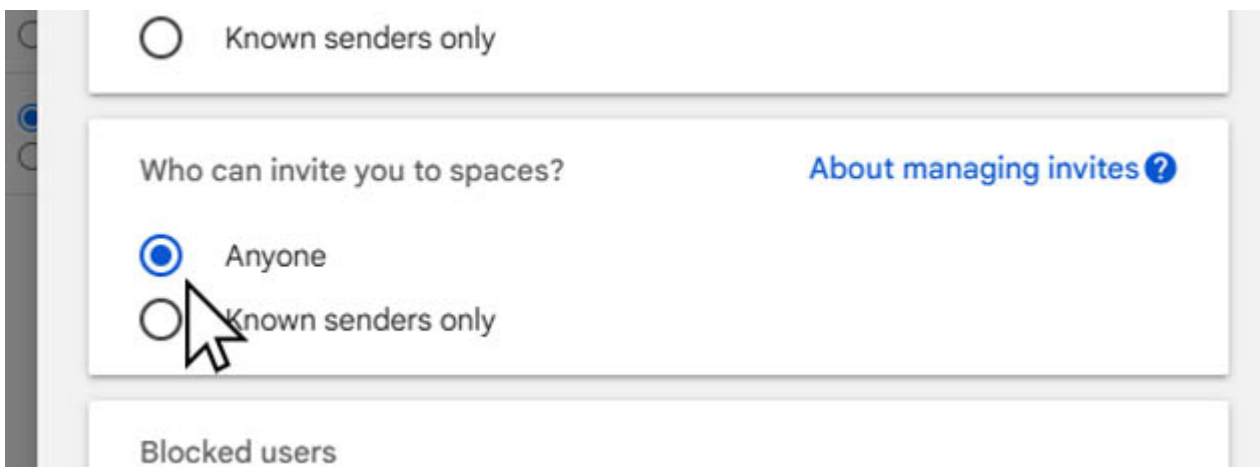 Known senders only
Who can invite you to spaces? About managing invites
Anyone
Known senders only
Blocked users